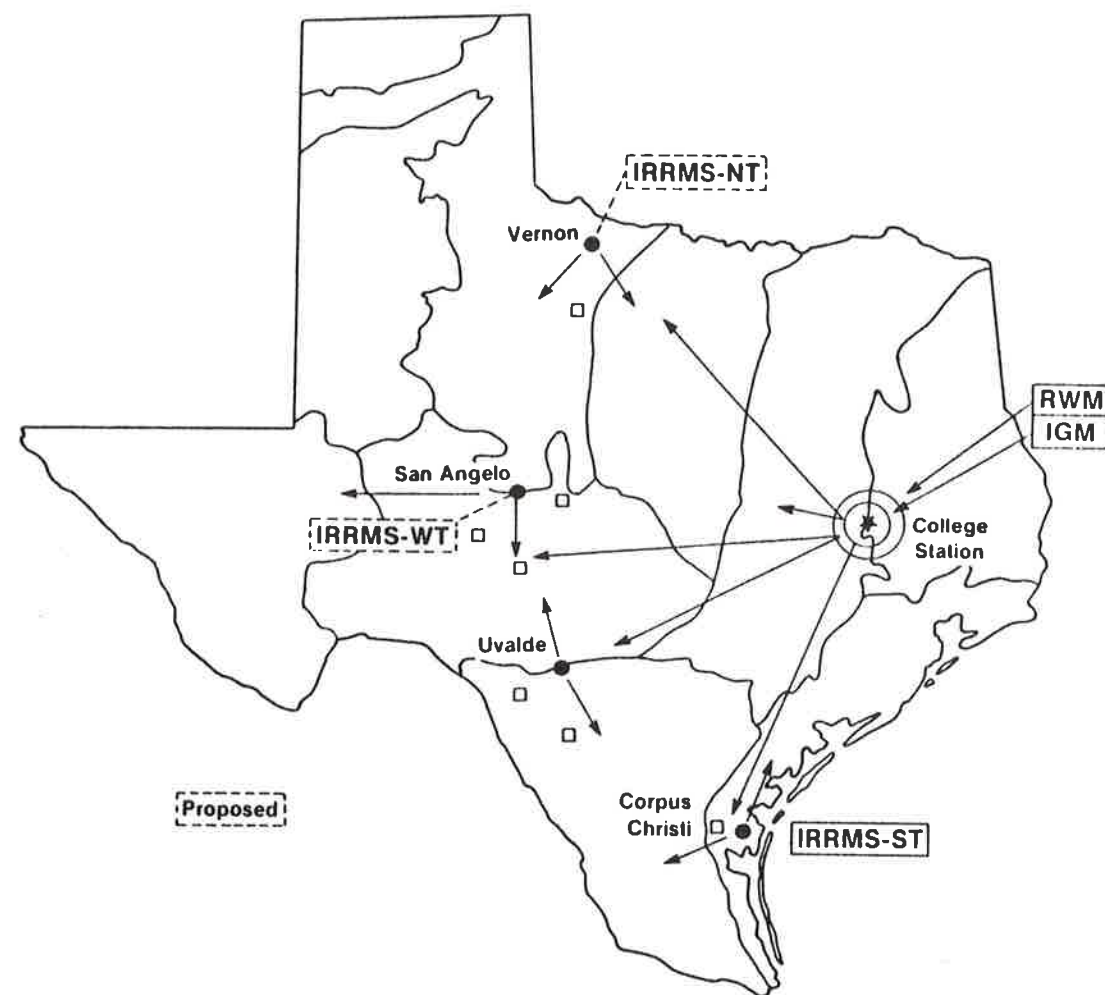 IRRMS-NT
Vernon
RWM
IGM
San Angelo
IRRMS-WT
College
Station
Uvalde
Proposed
Corpus
Christi
IRRMS-ST